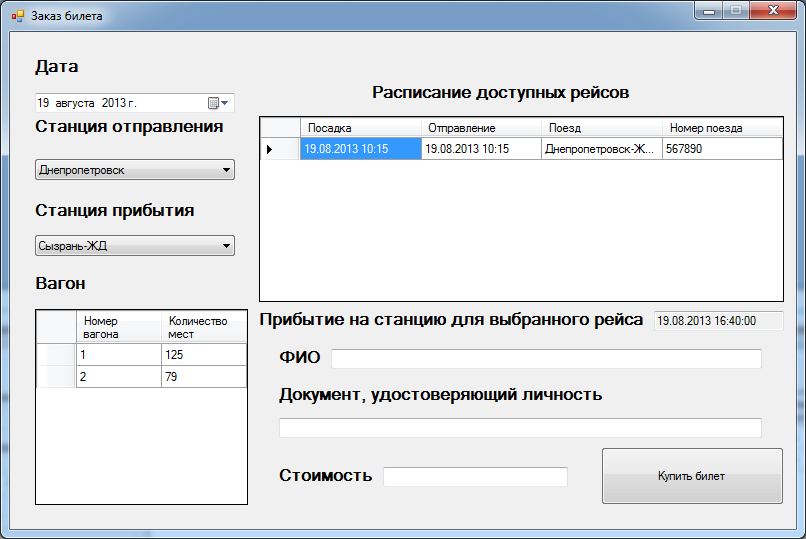 Заказ билета
Дата
19 августа 2013 г.
Станция отправления
Днепропетровск
Станция прибытия
Сызрань-ЖД
Вагон
Номер вагона Количество мест
1 125
2 79
Расписание доступных рейсов
Посадка Отправление Поезд Номер поезда
19.08.2013 10:15 19.08.2013 10:15 Днепропетровск-Ж... 567890
Прибытие на станцию для выбранного рейса 19.08.2013 16:40:00
ФИО
Документ, удостоверяющий личность
Стоимость
Купить билет